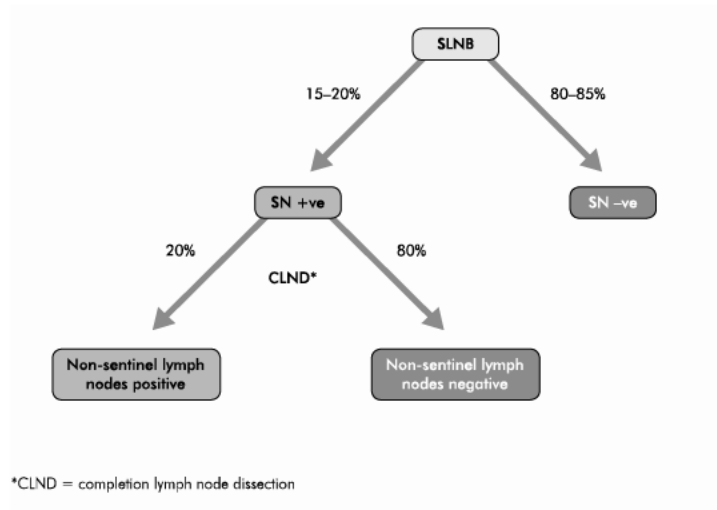 SLNB
15–20%
80–85%
SN +ve
SN –ve
20%
80%
CLND*
Non-sentinel lymph
nodes positive
Non-sentinel lymph
nodes negative
*CLND = completion lymph node dissection